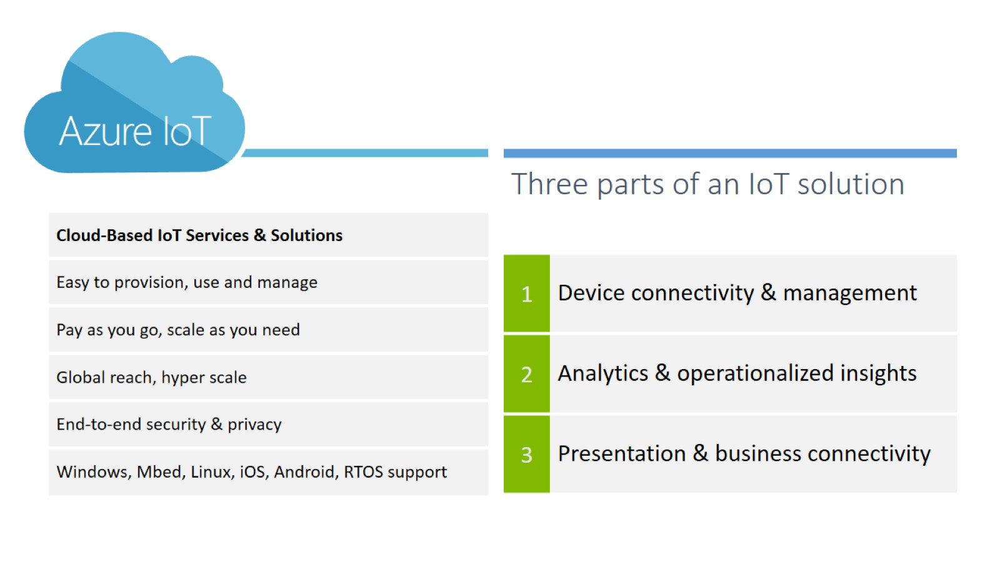 Azure IoT
Cloud-Based IoT Services & Solutions
Easy to provision, use and manage
Pay as you go, scale as you need
Global reach, hyper scale
End-to-end security & privacy
Windows, Mbed, Linux, iOS, Android, RTOS support
Three parts of an IoT solution
1 Device connectivity & management
2 Analytics & operationalized insights
3 Presentation & business connectivity